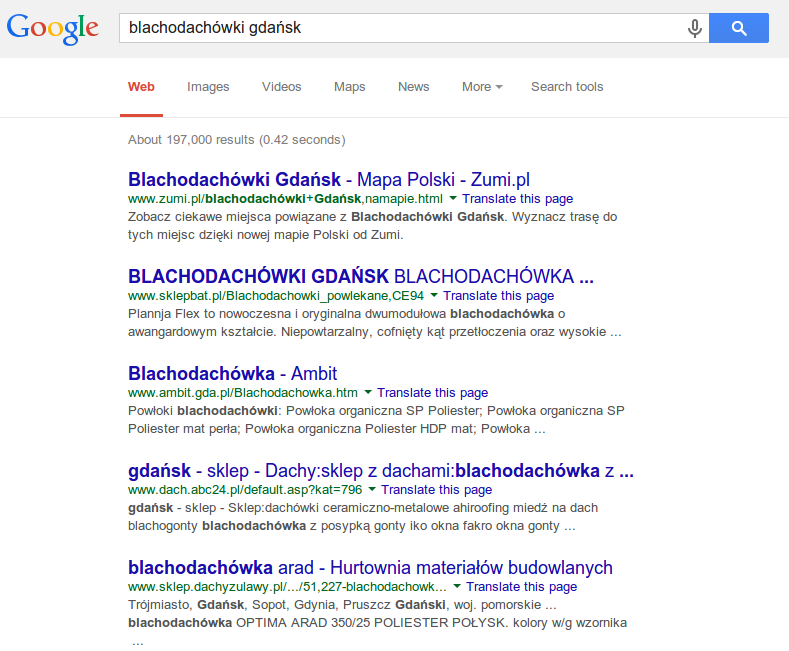 Google
blachodachówki gdańsk
Web Images Videos Maps News More Search tools
About 197,000 results (0.42 seconds)
Blachodachówki Gdańsk - Mapa Polski - Zumi.pl
www.zumi.pl/blachodachówki+Gdańsk,namapie.html Translate this page
Zobacz ciekawe miejsca powiązane z Blachodachówki Gdańsk. Wyznacz trasę do
tych miejsc dzięki nowej mapie Polski od Zumi.
BLACHODACHÓWKI GDAŃSK BLACHODACHÓWKA ...
www.sklepbat.pl/Blachodachowki_powlekane,CE94 Translate this page
Plannja Flex to nowoczesna i oryginalna dwumodułowa blachodachówka o
awangardowym kształcie. Niepowtarzalny, cofnięty kąt przetłoczenia oraz wysokie ...
Blachodachówka - Ambit
www.ambit.gda.pl/Blachodachowka.htm Translate this page
Powłoki blachodachówki: Powłoka organiczna SP Poliester; Powłoka organiczna SP
Poliester mat perła; Powłoka organiczna Poliester HDP mat; Powłoka ...
gdańsk - sklep - Dachy:sklep z dachami:blachodachówka z ...
www.dach.abc24.pl/default.asp?kat=796 Translate this page
gdańsk - sklep - Sklep:dachówki ceramiczno-metalowe ahiroofing miedź na dach
blachogonty blachodachówka z posypką gonty iko okna fakro okna gonty ...
blachodachówka arad - Hurtownia materiałów budowlanych
www.sklep.dachyzulawy.pl/.../51,227-blachodachowk... Translate this page
Trójmiasto, Gdańsk, Sopot, Gdynia, Pruszcz Gdański, woj. pomorskie ...
blachodachówka OPTIMA ARAD 350/25 POLIESTER POŁYSK. kolory w/g wzornika
...